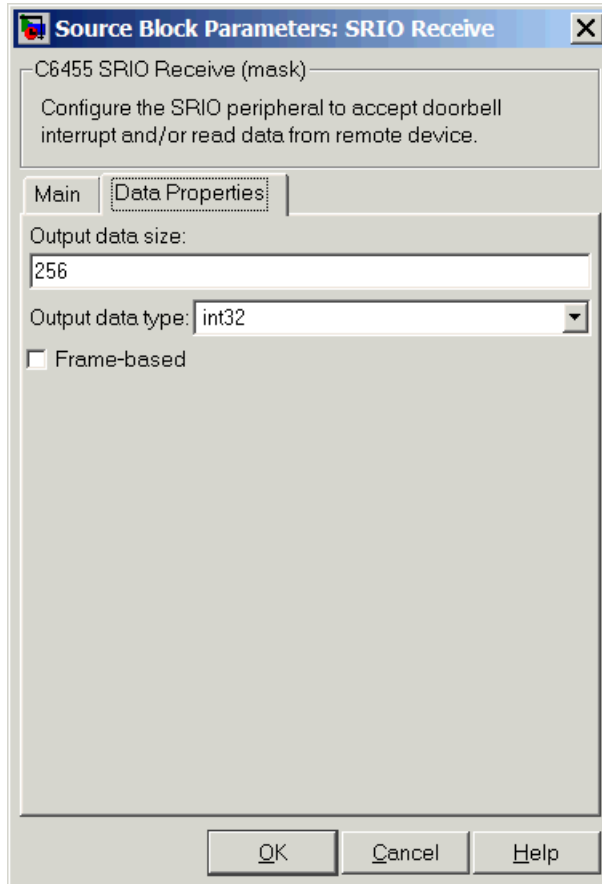 Source Block Parameters: SRIO Receive
C6455 SRIO Receive (mask)
Configure the SRIO peripheral to accept doorbell
interrupt and/or read data from remote device.
Main Data Properties
Output data size:
256
Output data type: int32
Frame-based
OK Cancel Help